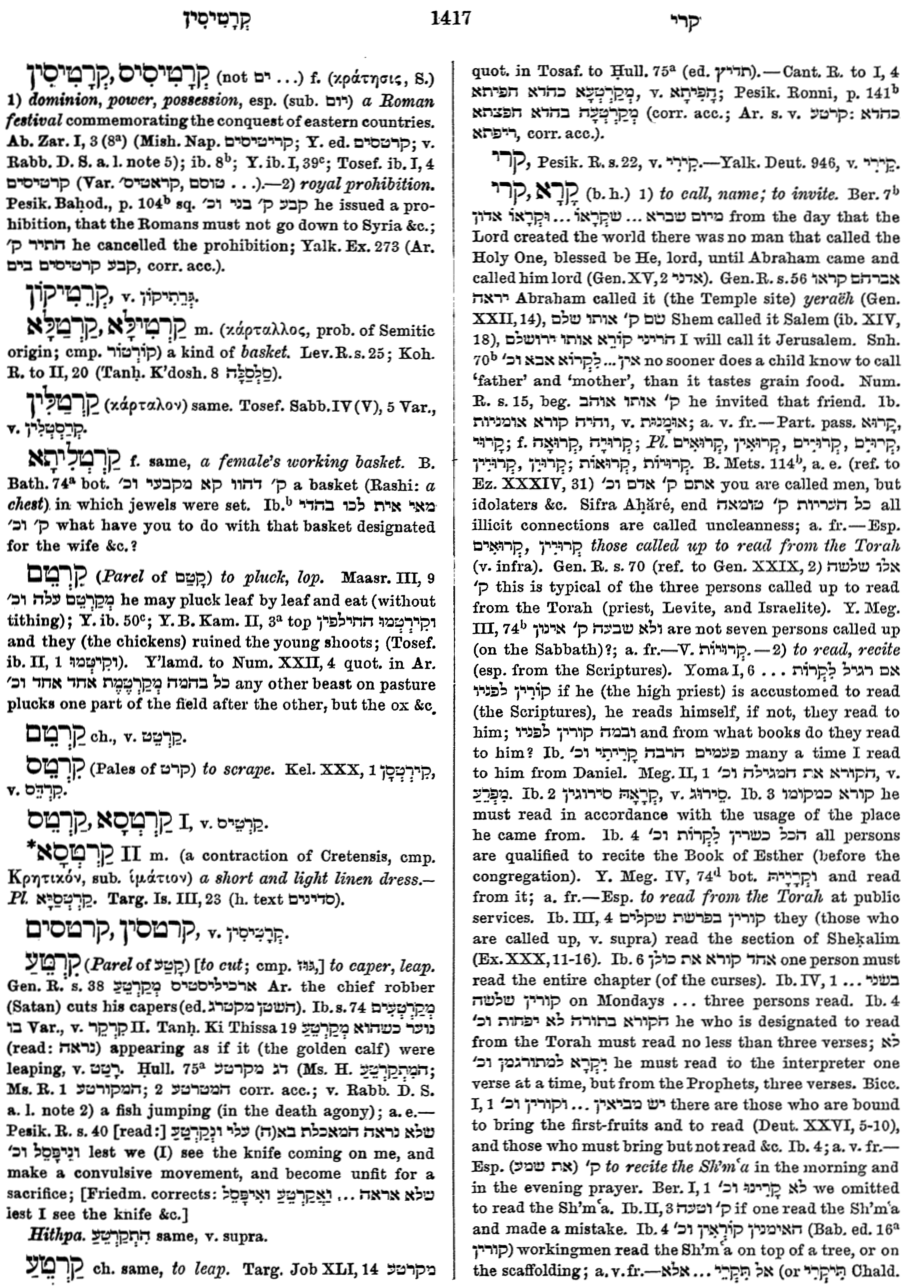 קְרָטִיסִין 1417 קרי
קְרָטִיסִיס, קְרָטִיסִין (not ים ...) f. (κράτησις, S.)
1) dominion, power, possession, esp. (sub. יום) a Roman
festival commemorating the conquest of eastern countries.
Ab. Zar. I, 3 (8ᵃ) (Mish. Nap. קריטיסים; Y. ed. קרטסים; v.
Rabb. D. S. a. l. note 5); ib. 8ᵇ; Y. ib. I, 39ᶜ; Tosef. ib. I, 4
קרטיסים (Var. קראטיס', טוסם ...).—2) royal prohibition.
Pesik. Baḥod., p. 104ᵇ sq. קבע ק' בני וכ' he issued a pro-
hibition, that the Romans must not go down to Syria &c.;
התיר ק' he cancelled the prohibition; Yalk. Ex. 273 (Ar.
קבע קרטיסים בים, corr. acc.).
קְרֵטִיקוֹן, v. גְּרַתִיקוֹן.
קַרְטִילָא, קַרְטַלָּא m. (κάρταλλος, prob. of Semitic
origin; cmp. קוֹרְטוֹר) a kind of basket. Lev. R. s. 25; Koh.
R. to II, 20 (Tanḥ. K'dosh. 8 סַלְסַלָּה).
קַרְטַלִּין (κάρταλον) same. Tosef. Sabb. IV (V), 5 Var.,
v. קְרַסְטְלִין.
קַרְטְלִיתָא f. same, a female's working basket. B.
Bath. 74ᵃ bot. ק' דהוו קא מקבעי וכ' a basket (Rashi: a
chest) in which jewels were set. Ib.ᵇ מאי אית לכו בהדי
ק' וכ' what have you to do with that basket designated
for the wife &c.?
קִרְטֵם (Parel of קָטַם) to pluck, lop. Maasr. III, 9
מְקַרְטֵם עלה וכ' he may pluck leaf by leaf and eat (without
tithing); Y. ib. 50ᶜ; Y. B. Kam. II, 3ᵃ top וקירטְמוּ החילפין
and they (the chickens) ruined the young shoots; (Tosef.
ib. II, 1 וקיטְּמוּ). Y'lamd. to Num. XXII, 4 quot. in Ar.
כל בהמה מְקַרְטֶמֶת אחד אחד וכ' any other beast on pasture
plucks one part of the field after the other, but the ox &c.
קַרְטֵם ch., v. קַרְטֵט.
קִרְטֵס (Pales of קרט) to scrape. Kel. XXX, 1 קִירְטְסָן,
v. קִרְדֵּס.
קַרְטְסָא, קַרְטֵס I, v. קַרְטֵיס.
*קַרְטְסָא II m. (a contraction of Cretensis, cmp.
Κρητικόν, sub. ἱμάτιον) a short and light linen dress.—
Pl. קַרְטְסַיָּא. Targ. Is. III, 23 (h. text סדינים).
קרטסין, קרטסים, v. קְרָטִיסִין.
קִרְטֵעַ (Parel of קָטַע) [to cut; cmp. גּוּז,] to caper, leap.
Gen. R. s. 38 ארכיליסטיס מְקַרְטֵעַ Ar. the chief robber
(Satan) cuts his capers (ed. השטן מקטרג). Ib. s. 74 מְקַרְטְעִים
בו Var., v. קִרְקֵר II. Tanḥ. Ki Thissa 19 נוער כשהוא מְקַרְטֵעַ
(read: נראה) appearing as if it (the golden calf) were
leaping, v. רָטַט. Ḥull. 75ᵃ דג מקרטע (Ms. H. הַמִּתְקַרְטֵעַ;
Ms. R. 1 המקורטע; 2 המטרטע corr. acc.; v. Rabb. D. S.
a. l. note 2) a fish jumping (in the death agony); a. e.—
Pesik. R. s. 40 [read:] שלא נראה המאכלת בא(ה) עלי ונְקַרְטֵעַ
ונִיפָּסֵל וכ' lest we (I) see the knife coming on me, and
make a convulsive movement, and become unfit for a
sacrifice; [Friedm. corrects: שלא אראה ... וַאֲקַרְטֵעַ ואִיפָּסֵל
lest I see the knife &c.]
Hithpa. הִתְקַרְטֵעַ same, v. supra.
קַרְטַע ch. same, to leap. Targ. Job XLI, 14 מקרטע
quot. in Tosaf. to Ḥull. 75ᵃ (ed. תדיץ).—Cant. R. to I, 4
מְקַרְטְעָא כהדא חפיתא, v. חֲפִיתָא; Pesik. Ronni, p. 141ᵇ
מְקַרְטְעָה בהדא חפצתא (corr. acc.; Ar. s. v. קרטע: כהדא
ריפתא, corr. acc.).
קרי, Pesik. R. s. 22, v. קִירִי.—Yalk. Deut. 946, v. קִירִי.
קָרָא, קרי (b. h.) 1) to call, name; to invite. Ber. 7ᵇ
מיום שברא ... שקְראָוֹ ... וּקְרָאוֹ אדון from the day that the
Lord created the world there was no man that called the
Holy One, blessed be He, lord, until Abraham came and
called him lord (Gen. XV, 2 אדני). Gen. R. s. 56 אברהם קראו
יראה Abraham called it (the Temple site) yeraëh (Gen.
XXII, 14), שם ק' אותו שלם Shem called it Salem (ib. XIV,
18), הריני קוֹרֵא אותו ירושלם I will call it Jerusalem. Snh.
70ᵇ אין ... לִקְרוֹא אבא וכ' no sooner does a child know to call
'father' and 'mother', than it tastes grain food. Num.
R. s. 15, beg. ק' אותו אוהב he invited that friend. Ib.
והיה קורא אומניות, v. אוּמָנוּת; a. v. fr.—Part. pass. קָרוּא,
קָרוּי; f. קְרוּיָה, קְרוּאָה; Pl. קְרוּיִם, קְרוּיִים, קְרוּאִין, קְרוּאִים
קְרוּיִן, קְרוּיִין; קְרוּיוֹת, קְרוּאוֹת. B. Mets. 114ᵇ, a. e. (ref. to
Ez. XXXIV, 31) אתם ק' אדם וכ' you are called men, but
idolaters &c. Sifra Aḥăré, end כל העריות ק' טומאה all
illicit connections are called uncleanness; a. fr.—Esp.
קְרוּיִין, קְרוּאִים those called up to read from the Torah
(v. infra). Gen. R. s. 70 (ref. to Gen. XXIX, 2) אלו שלשה
ק' this is typical of the three persons called up to read
from the Torah (priest, Levite, and Israelite). Y. Meg.
III, 74ᵇ ולא שבעה ק' אינון are not seven persons called up
(on the Sabbath)?; a. fr.—V. קְרוּיוֹת.—2) to read, recite
(esp. from the Scriptures). Yoma I, 6 אם רגיל לִקְרוֹת ...
קוֹרִין לפניו if he (the high priest) is accustomed to read
(the Scriptures), he reads himself, if not, they read to
him; ובמה קורין לפניו and from what books do they read
to him? Ib. פעמים הרבה קָרִיתִי וכ' many a time I read
to him from Daniel. Meg. II, 1 הקורא את המגילה וכ', v.
מַפְרֵעַ. Ib. 2 קְרָאָהּ סירוגין, v. סֵירוּג. Ib. 3 קורא כמקומו he
must read in accordance with the usage of the place
he came from. Ib. 4 הכל כשרין לִקְרוֹת וכ' all persons
are qualified to recite the Book of Esther (before the
congregation). Y. Meg. IV, 74ᵈ bot. וּקְרָיֵיהּ and read
from it; a. fr.—Esp. to read from the Torah at public
services. Ib. III, 4 קורין בפרשת שקלים they (those who
are called up, v. supra) read the section of Sheḳalim
(Ex. XXX, 11-16). Ib. 6 אחד קורא את כולן one person must
read the entire chapter (of the curses). Ib. IV, 1 בשני ...
קורין שלשה on Mondays ... three persons read. Ib. 4
הקורא בתורה לא יפחות וכ' he who is designated to read
from the Torah must read no less than three verses; לא
יִקְרָא למתורגמן וכ' he must read to the interpreter one
verse at a time, but from the Prophets, three verses. Bicc.
I, 1 יש מביאין ... וקורין וכ' there are those who are bound
to bring the first-fruits and to read (Deut. XXVI, 5-10),
and those who must bring but not read &c. Ib. 4; a. v. fr.—
Esp. ק' (את שמע) to recite the Sh'mʿa in the morning and
in the evening prayer. Ber. I, 1 לא קָרִינוּ וכ' we omitted
to read the Sh'mʿa. Ib. II, 3 ק' וטעה if one read the Sh'mʿa
and made a mistake. Ib. 4 האימנין קוֹרְאִין וכ' (Bab. ed. 16ᵃ
קורין) workmen read the Sh'mʿa on top of a tree, or on
the scaffolding; a. v. fr.—אַל תִּקְרֵי ... אלא (or תִּיקְרֵי Chald.